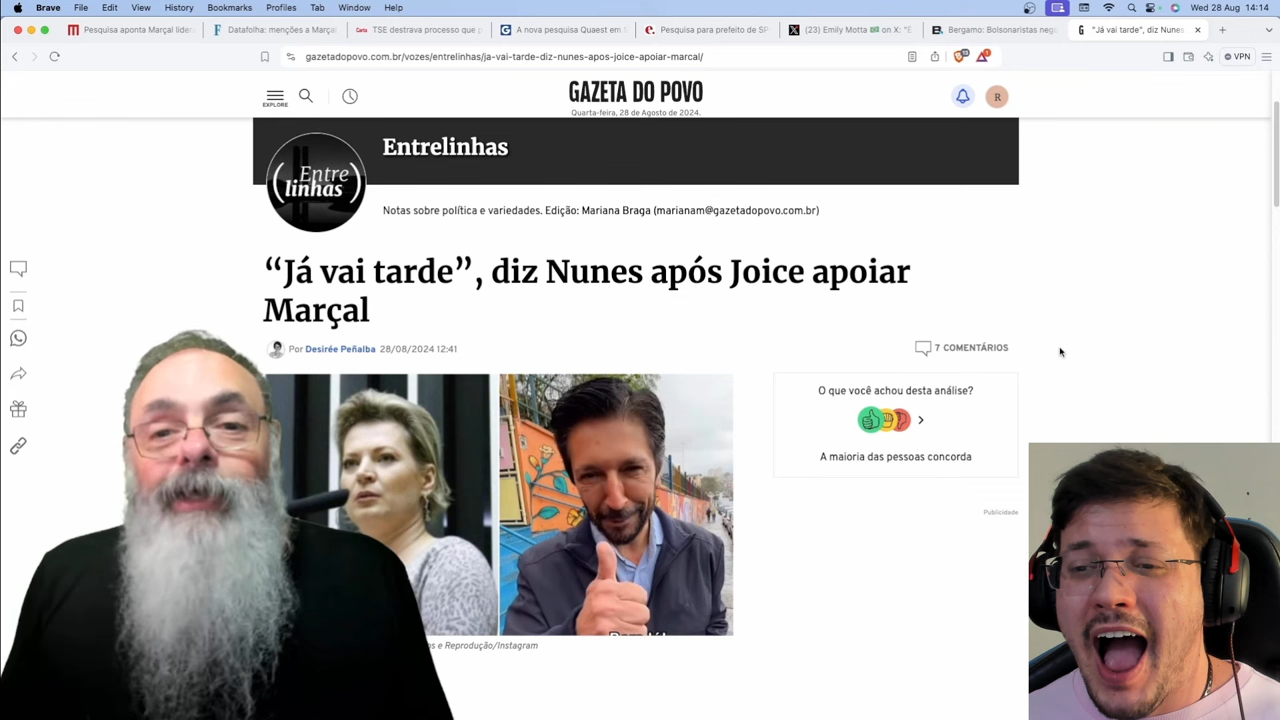 Brave File Edit View History Bookmarks Profiles Tab Window Help Wed 28 Aug 14:14
Pesquisa aponta Marçal lider Datafolha: menções a Marçal TSE destrava processo que p A nova pesquisa Quaest em S Pesquisa para prefeito de SP (23) Emily Motta on X: "E Bergamo: Bolsonaristas neg "Já vai tarde", diz Nunes
gazetadopovo.com.br/vozes/entrelinhas/ja-vai-tarde-diz-nunes-apos-joice-apoiar-marcal/ VPN
EXPLORE
GAZETA DO POVO
R
Quarta-feira, 28 de Agosto de 2024.
Entrelinhas
(Entre
linhas)
Notas sobre política e variedades. Edição: Mariana Braga (marianam@gazetadopovo.com.br)
“Já vai tarde”, diz Nunes após Joice apoiar
Marçal
Por Desirée Peñalba 28/08/2024 12:41
7 COMENTÁRIOS
O que você achou desta análise?
A maioria das pessoas concorda
Publicidade
e Reprodução/Instagram